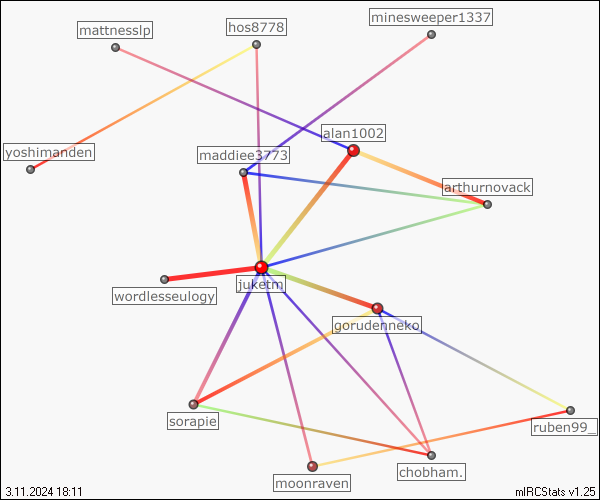 minesweeper1337
hos8778
mattnesslp
alan1002
yoshimanden
maddiee3773
arthurnovack
juketm
wordlesseulogy
gorudenneko
sorapie
ruben99_
chobham.
moonraven
3.11.2024 18:11
mIRCStats v1.25